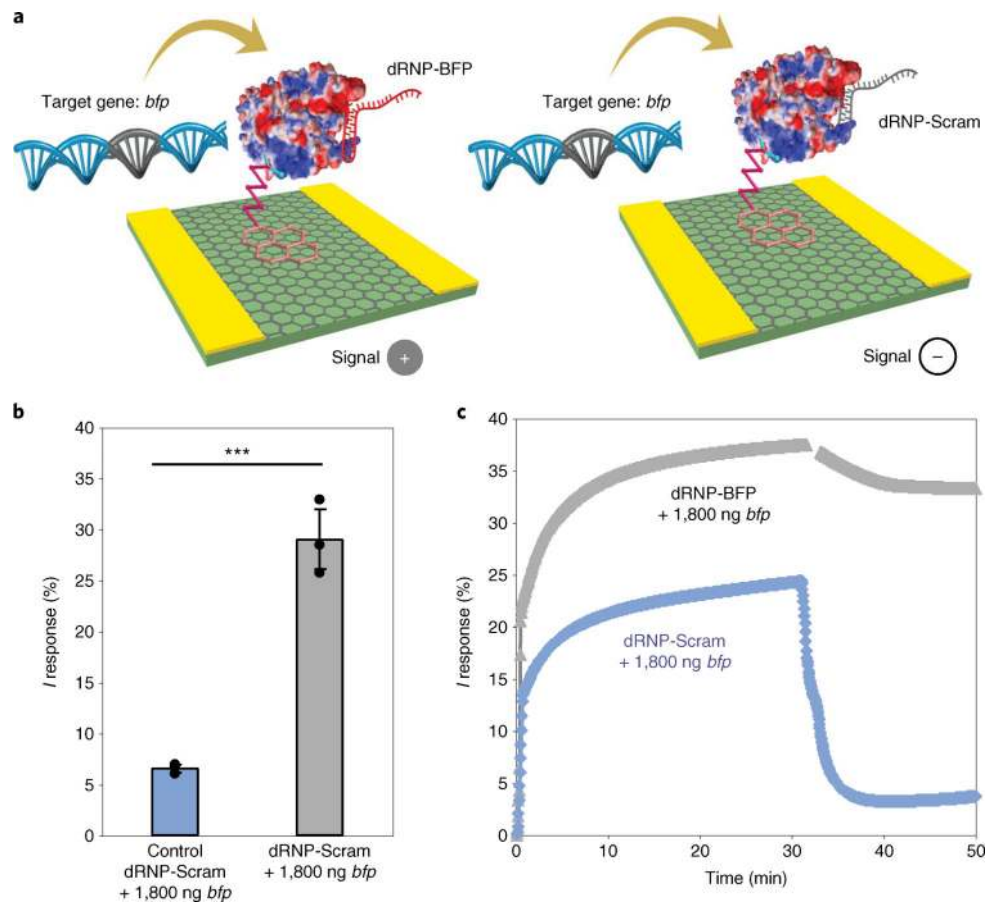 a
Target gene: bfp
dRNP-BFP
Signal +
Target gene: bfp
dRNP-Scram
Signal –
b
I response (%)
40
35
30
25
20
15
10
5
0
***
Control
dRNP-Scram
+ 1,800 ng bfp
dRNP-Scram
+ 1,800 ng bfp
c
I response (%)
40
35
30
25
20
15
10
5
0
dRNP-BFP
+ 1,800 ng bfp
dRNP-Scram
+ 1,800 ng bfp
0
10
20
30
40
50
Time (min)